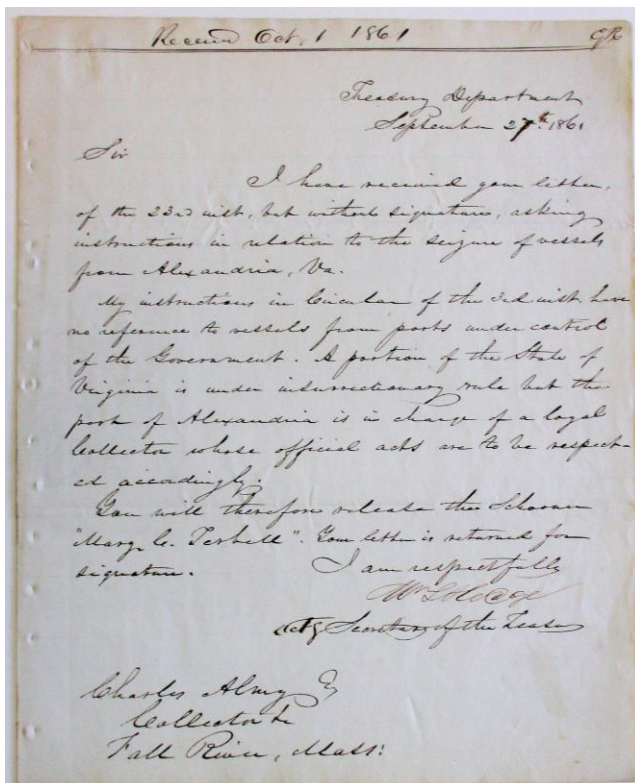 Received Oct. 1 1861
Treasury Department
September 27th 1861
Sir
I have received your letter,
of the 23rd inst, but without signature, asking
instructions in relation to the seizure of vessels
from Alexandria, Va.
My instructions in Circular of the 3rd inst. have
no reference to vessels from ports under control
of the Government. A portion of the State of
Virginia is under insurrectionary rule but the
port of Alexandria is in charge of a loyal
Collector whose official acts are to be respect-
ed accordingly.
You will therefore release the Schooner
"Mary C. Terbell". Your letter is returned for
signature.
I am respectfully
Actg Secretary of the Treasy
Charles Almy Esq
Collector &c
Fall River, Mass: